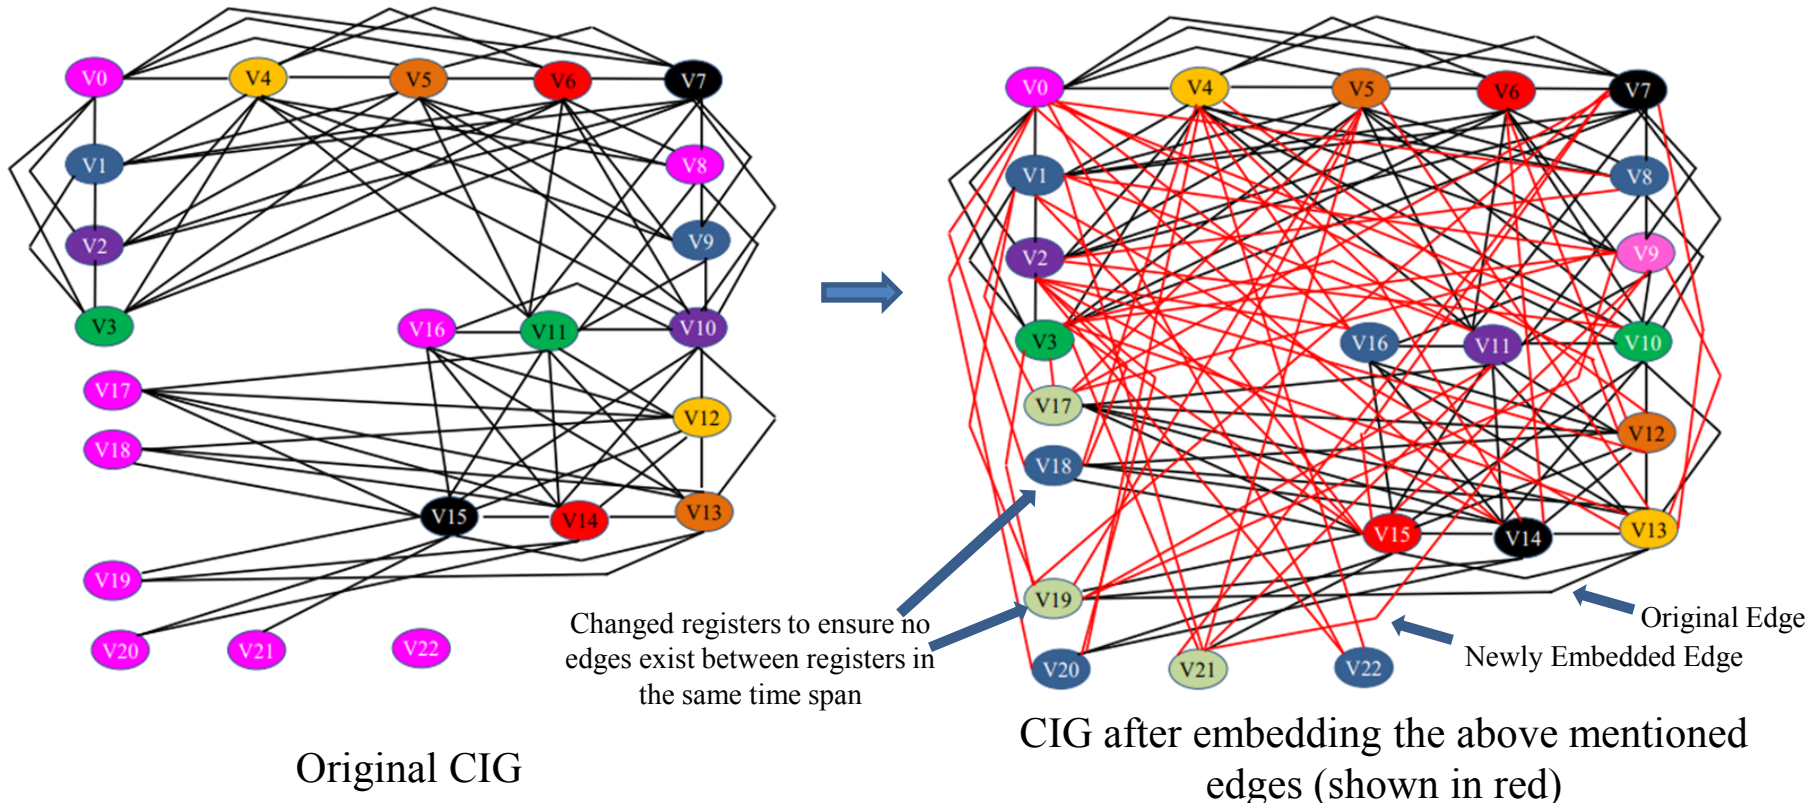 V0
V4
V5
V6
V7
V1
V8
V2
V9
V3
V16
V11
V10
V17
V12
V18
V15
V14
V13
V19
V20
V21
V22
Original CIG
V0
V4
V5
V6
V7
V1
V8
V2
V9
V3
V16
V11
V10
V17
V12
V18
V15
V14
V13
V19
V20
V21
V22
Changed registers to ensure no
edges exist between registers in
the same time span
Original Edge
Newly Embedded Edge
CIG after embedding the above mentioned
edges (shown in red)